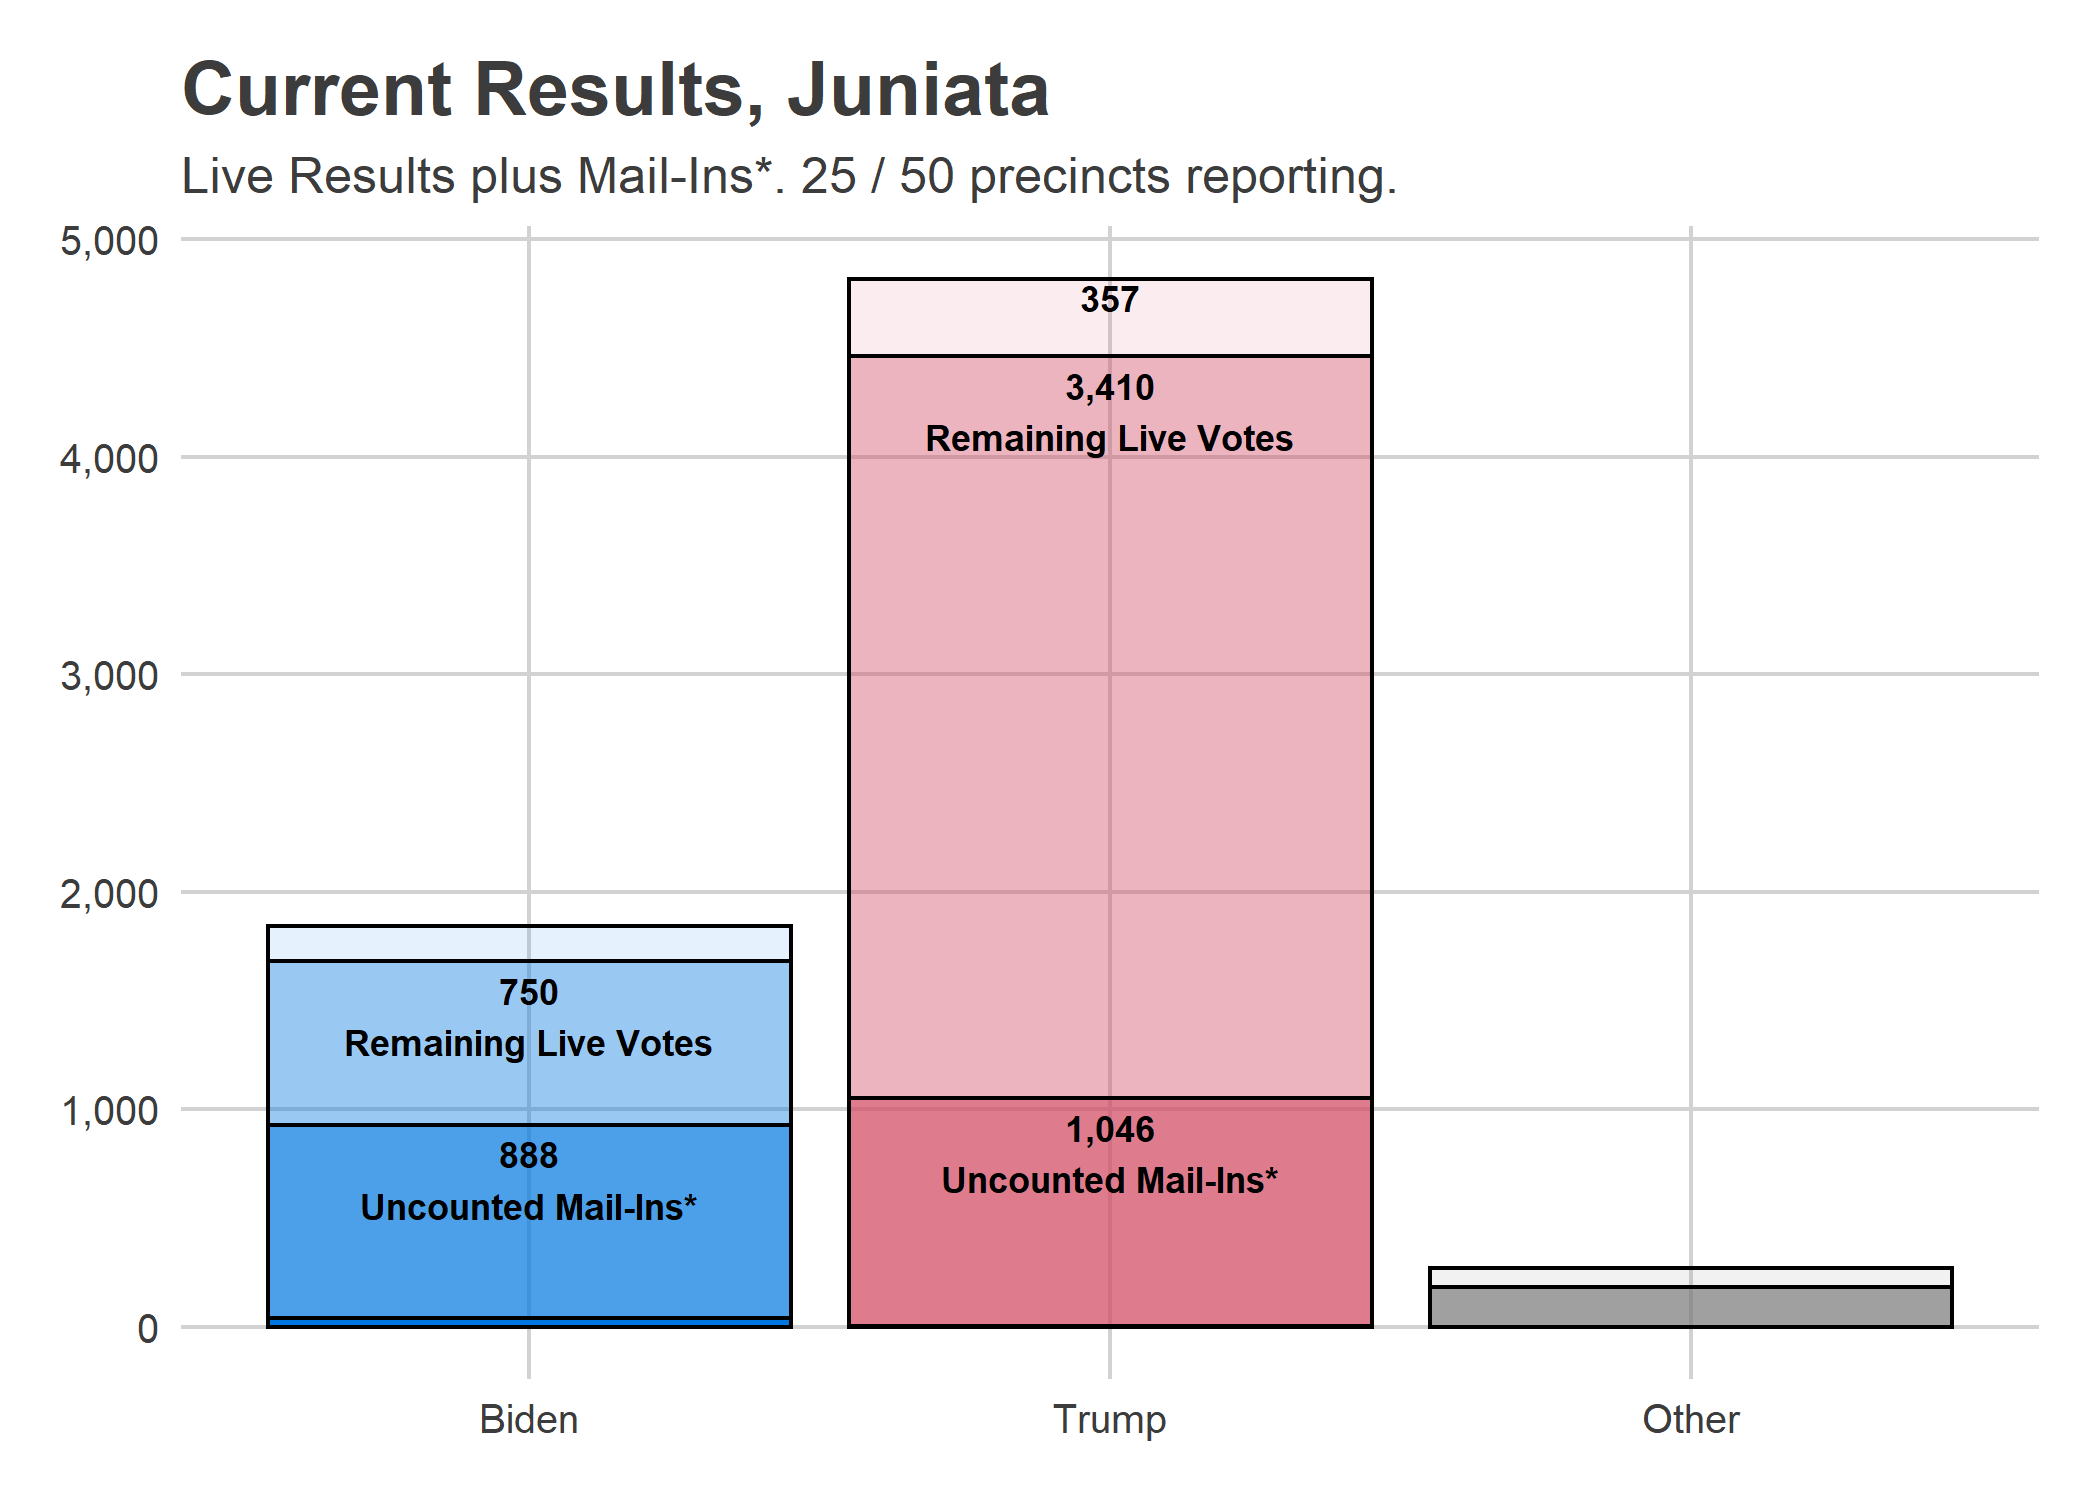 Current Results, Juniata
Live Results plus Mail-Ins*. 25 / 50 precincts reporting.
5,000
4,000
3,000
2,000
1,000
0
750
Remaining Live Votes
888
Uncounted Mail-Ins*
357
3,410
Remaining Live Votes
1,046
Uncounted Mail-Ins*
Biden
Trump
Other